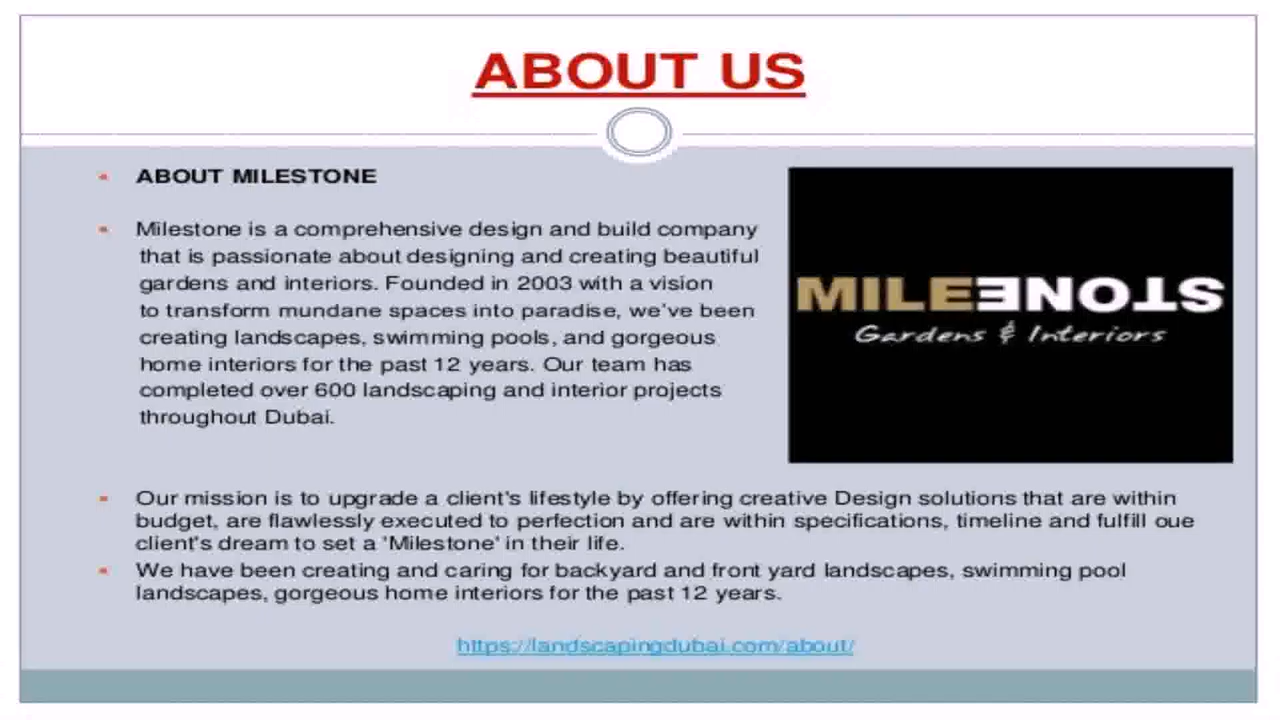 ABOUT US
ABOUT MILESTONE
Milestone is a comprehensive design and build company
that is passionate about designing and creating beautiful
gardens and interiors. Founded in 2003 with a vision
to transform mundane spaces into paradise, we've been
creating landscapes, swimming pools, and gorgeous
home interiors for the past 12 years. Our team has
completed over 600 landscaping and interior projects
throughout Dubai.
MILESTONE
Gardens & Interiors
Our mission is to upgrade a client's lifestyle by offering creative Design solutions that are within
budget, are flawlessly executed to perfection and are within specifications, timeline and fulfill oue
client's dream to set a 'Milestone' in their life.
We have been creating and caring for backyard and front yard landscapes, swimming pool
landscapes, gorgeous home interiors for the past 12 years.
https://landscapingdubai.com/about/